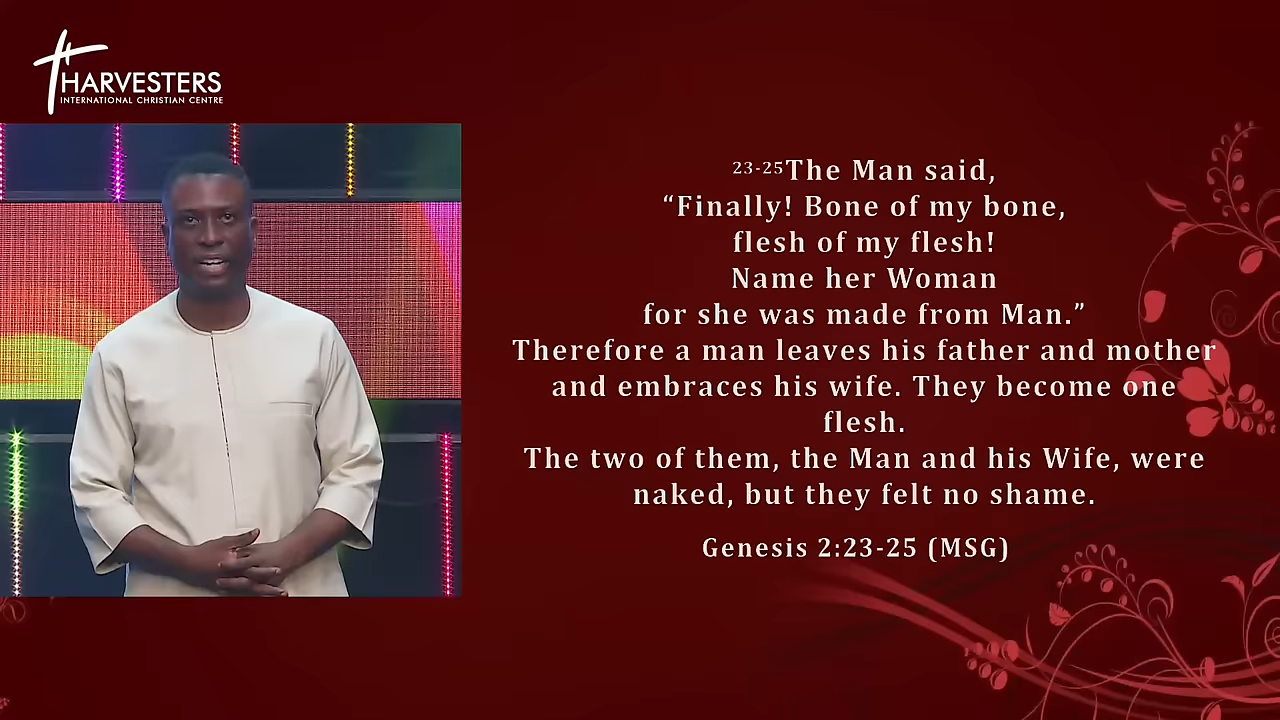 HARVESTERS
INTERNATIONAL CHRISTIAN CENTRE
23-25The Man said,
“Finally! Bone of my bone,
flesh of my flesh!
Name her Woman
for she was made from Man.”
Therefore a man leaves his father and mother
and embraces his wife. They become one
flesh.
The two of them, the Man and his Wife, were
naked, but they felt no shame.
Genesis 2:23-25 (MSG)